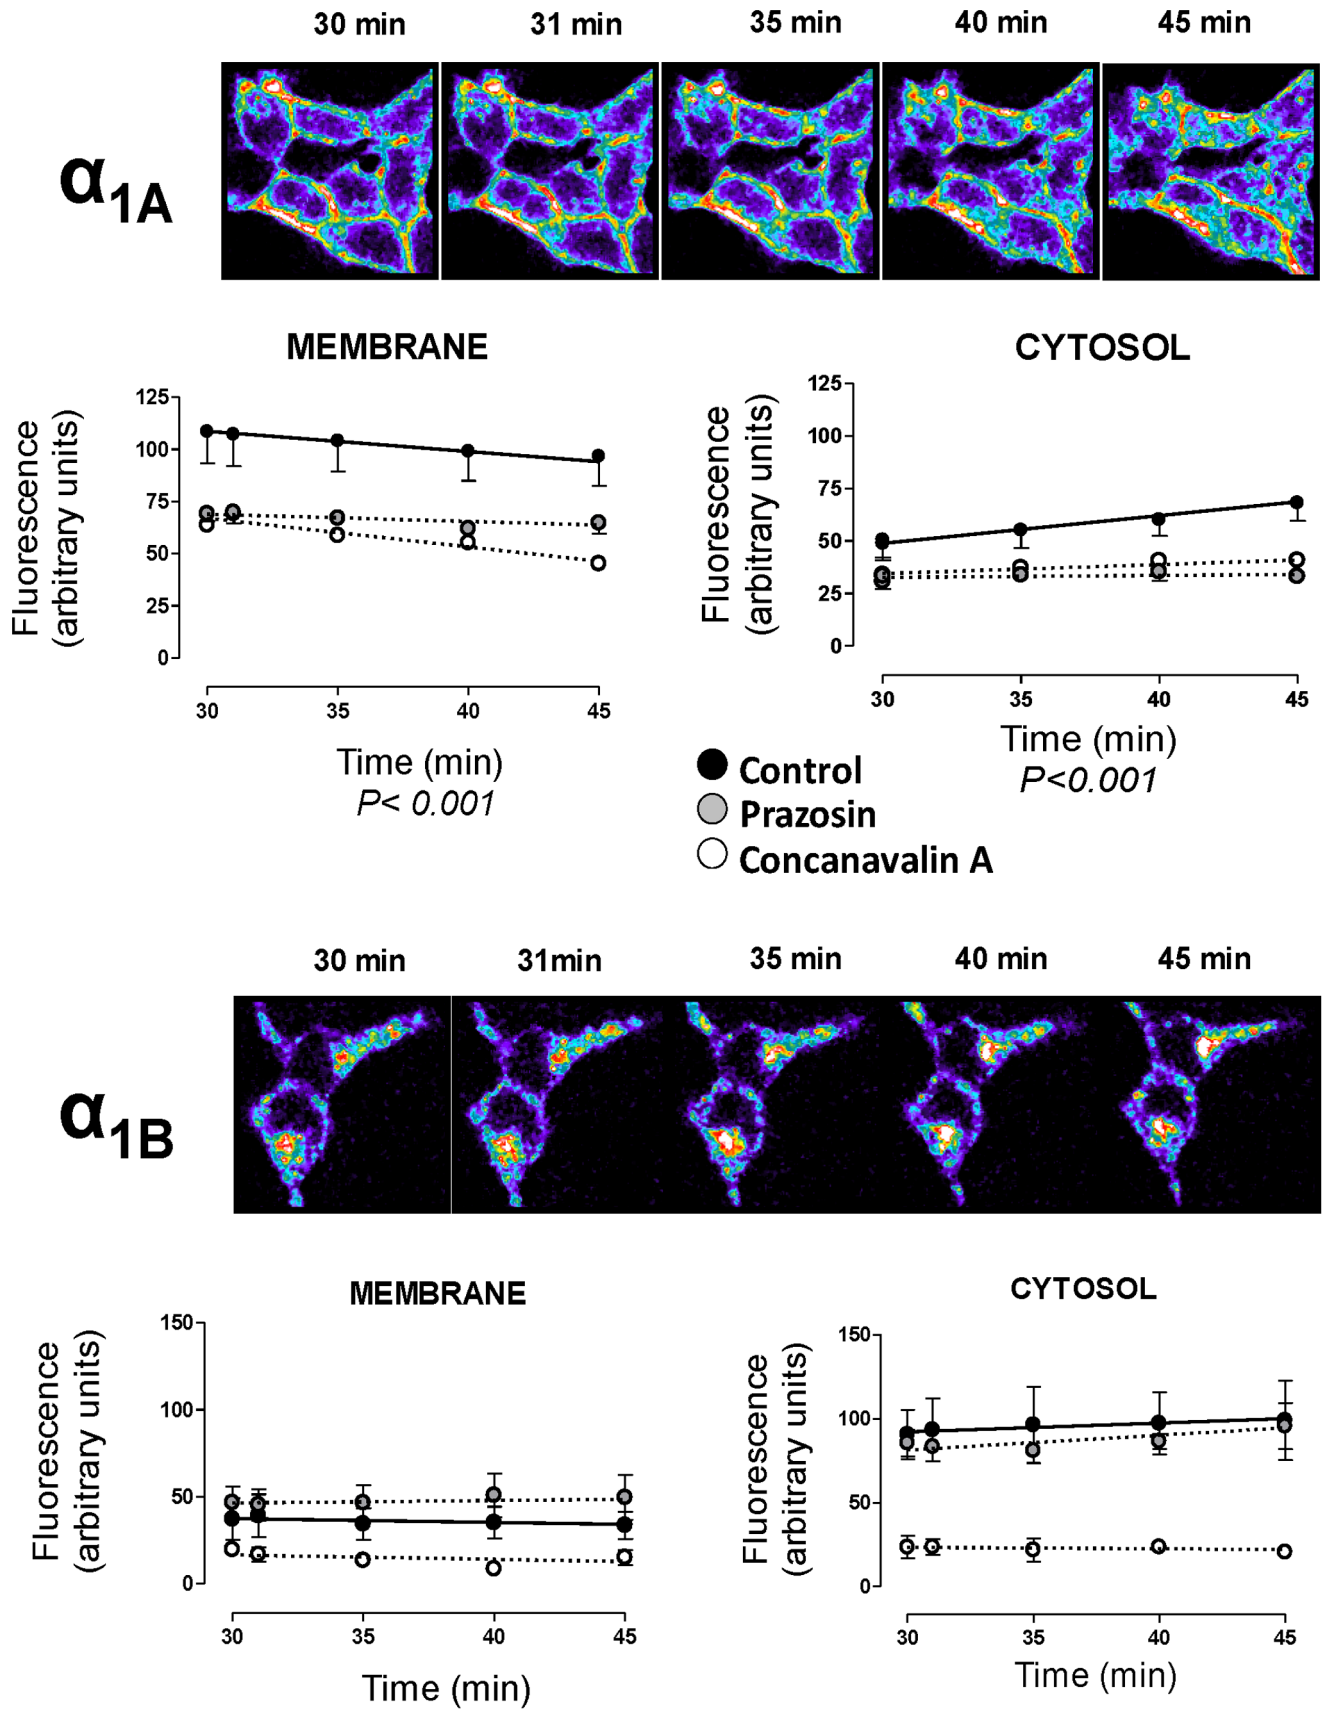 30 min 31 min 35 min 40 min 45 min
α1A
MEMBRANE
CYTOSOL
Fluorescence
(arbitrary units)
125
100
75
50
25
0
30 35 40 45
Time (min)
P< 0.001
Fluorescence
(arbitrary units)
125
100
75
50
25
0
30 35 40 45
Time (min)
P<0.001
Control
Prazosin
Concanavalin A
30 min 31min 35 min 40 min 45 min
α1B
MEMBRANE
CYTOSOL
Fluorescence
(arbitrary units)
150
100
50
0
30 35 40 45
Time (min)
Fluorescence
(arbitrary units)
150
100
50
0
30 35 40 45
Time (min)